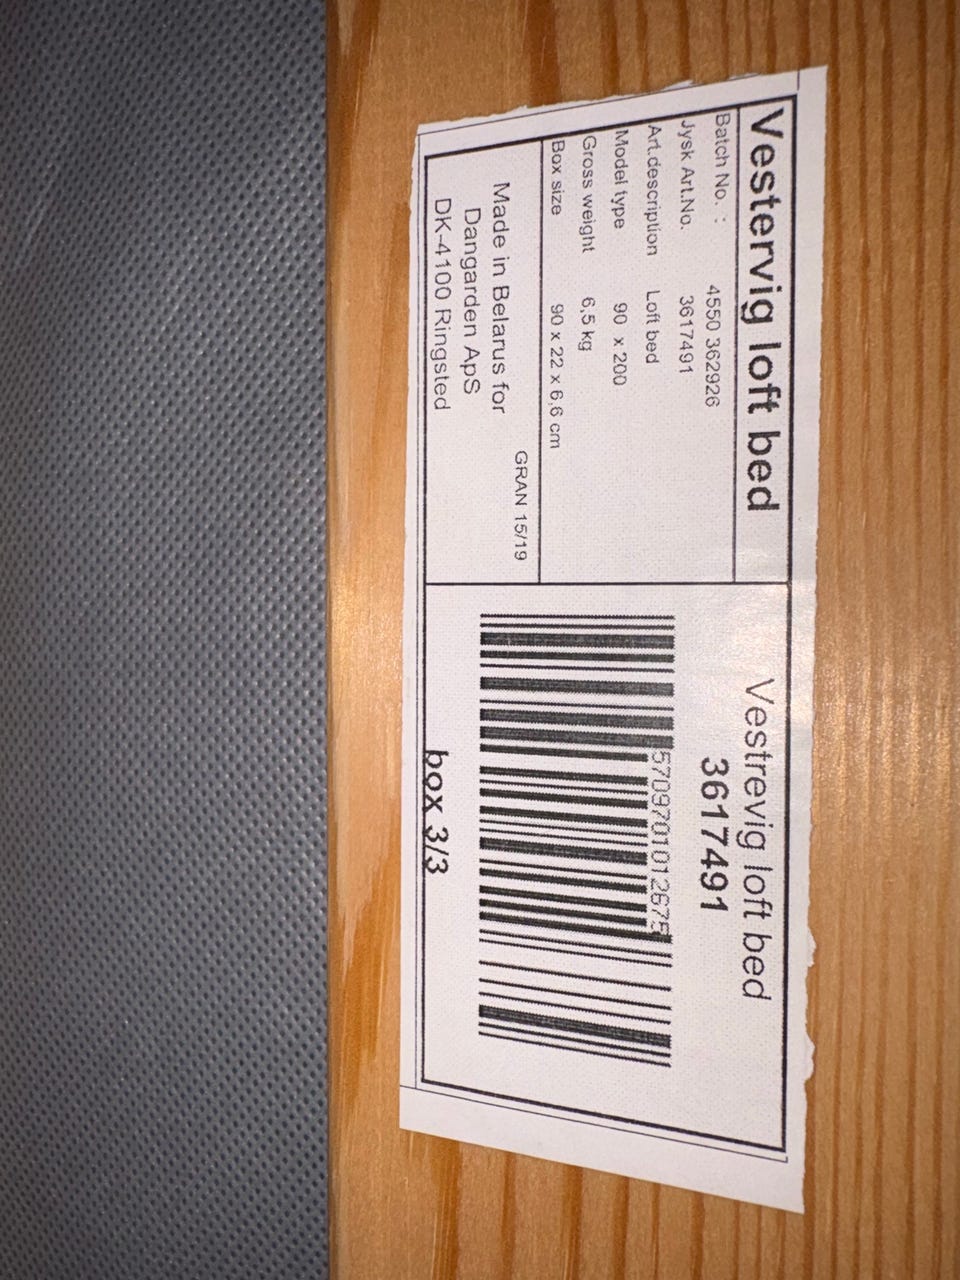 Vestervig loft bed
Batch No. : 4550 362926
Jysk Art.No. 3617491
Art.description Loft bed
Model type 90 x 200
Gross weight 6,5 kg
Box size 90 x 22 x 6,6 cm
GRAN 15/19
Made in Belarus for
Dangarden ApS
DK-4100 Ringsted
Vestrevig loft bed
3617491
5709701012675
box 3/3